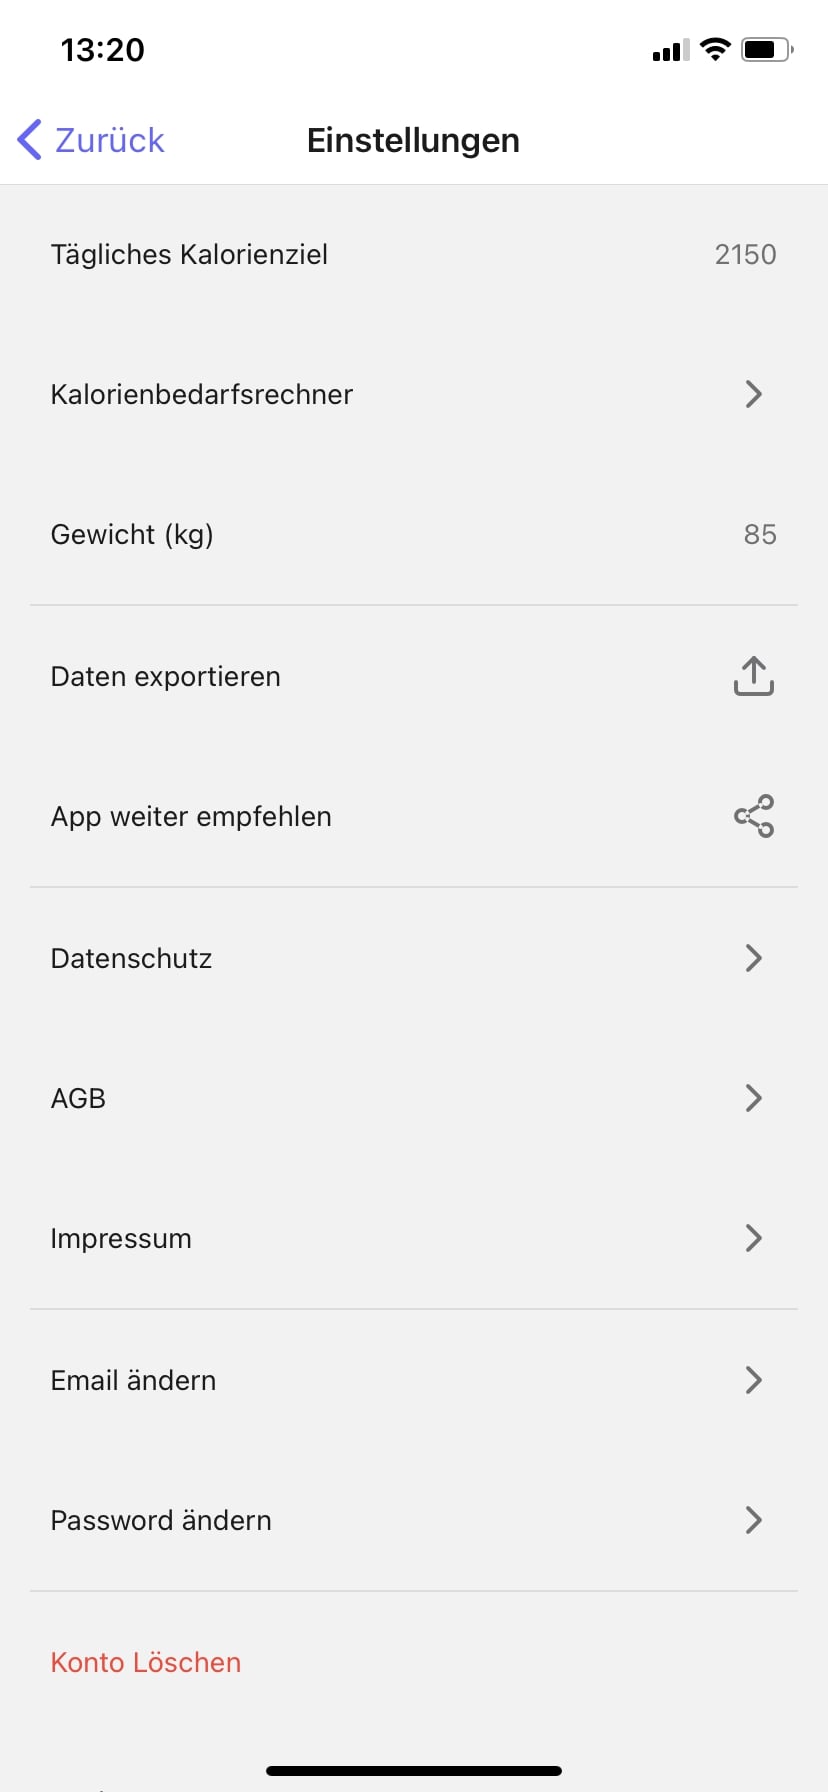 13:20
Zurück
Einstellungen
Tägliches Kalorienziel 2150
Kalorienbedarfsrechner
Gewicht (kg) 85
Daten exportieren
App weiter empfehlen
Datenschutz
AGB
Impressum
Email ändern
Password ändern
Konto Löschen